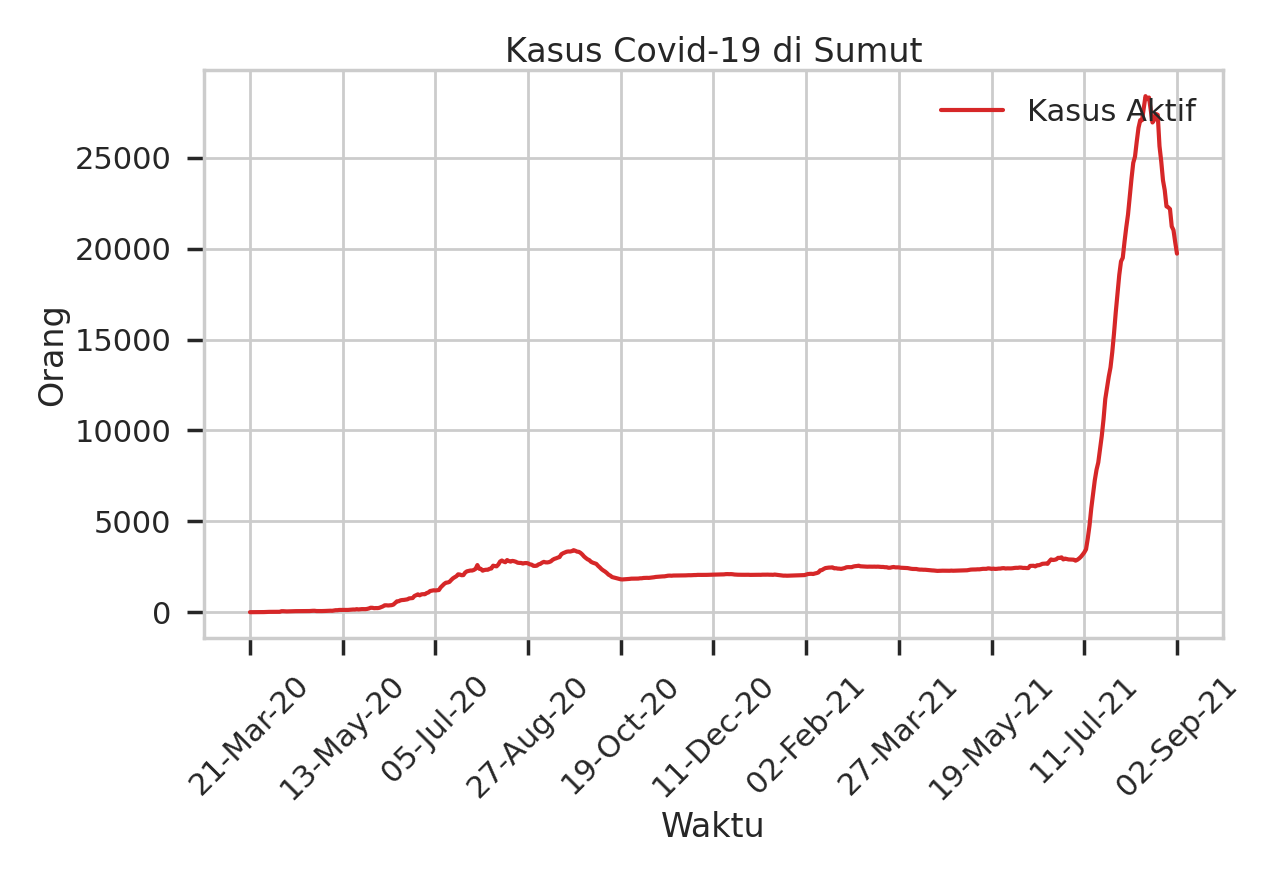 Kasus Covid-19 di Sumut
Kasus Aktif
25000
20000
15000
10000
5000
0
Orang
21-Mar-20
13-May-20
05-Jul-20
27-Aug-20
19-Oct-20
11-Dec-20
02-Feb-21
27-Mar-21
19-May-21
11-Jul-21
02-Sep-21
Waktu